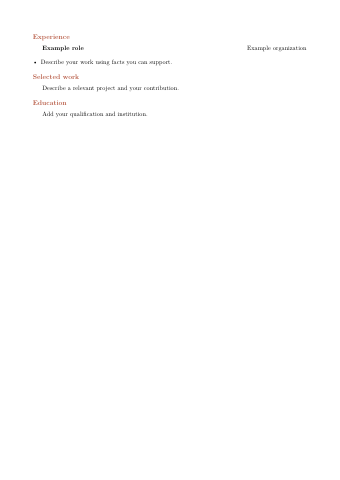 Experience
Example role Example organization
• Describe your work using facts you can support.
Selected work
Describe a relevant project and your contribution.
Education
Add your qualification and institution.